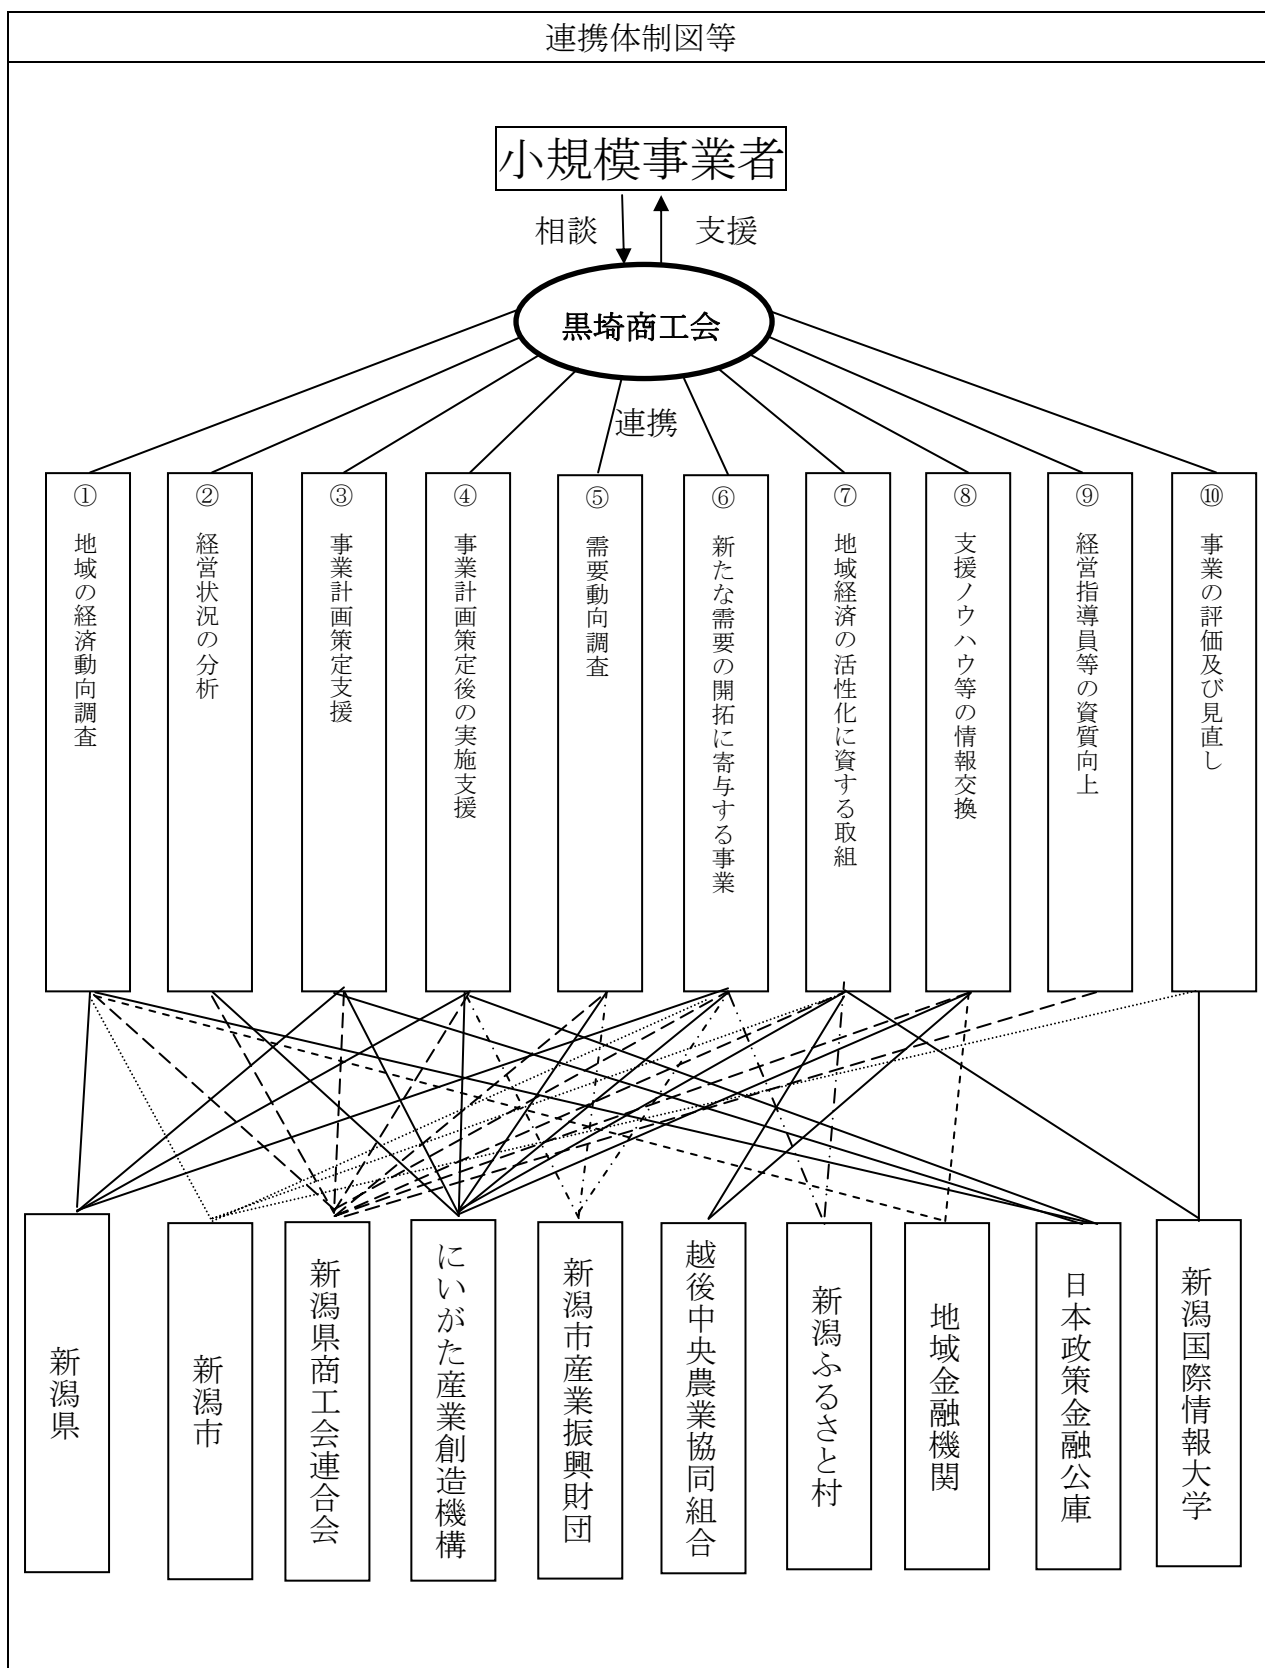 連携体制図等
小規模事業者
相談
支援
黒埼商工会
連携
① 地域の経済動向調査
② 経営状況の分析
③ 事業計画策定支援
④ 事業計画策定後の実施支援
⑤ 需要動向調査
⑥ 新たな需要の開拓に寄与する事業
⑦ 地域経済の活性化に資する取組
⑧ 支援ノウハウ等の情報交換
⑨ 経営指導員等の資質向上
⑩ 事業の評価及び見直し
新潟県
新潟市
新潟県商工会連合会
にいがた産業創造機構
新潟市産業振興財団
越後中央農業協同組合
新潟ふるさと村
地域金融機関
日本政策金融公庫
新潟国際情報大学